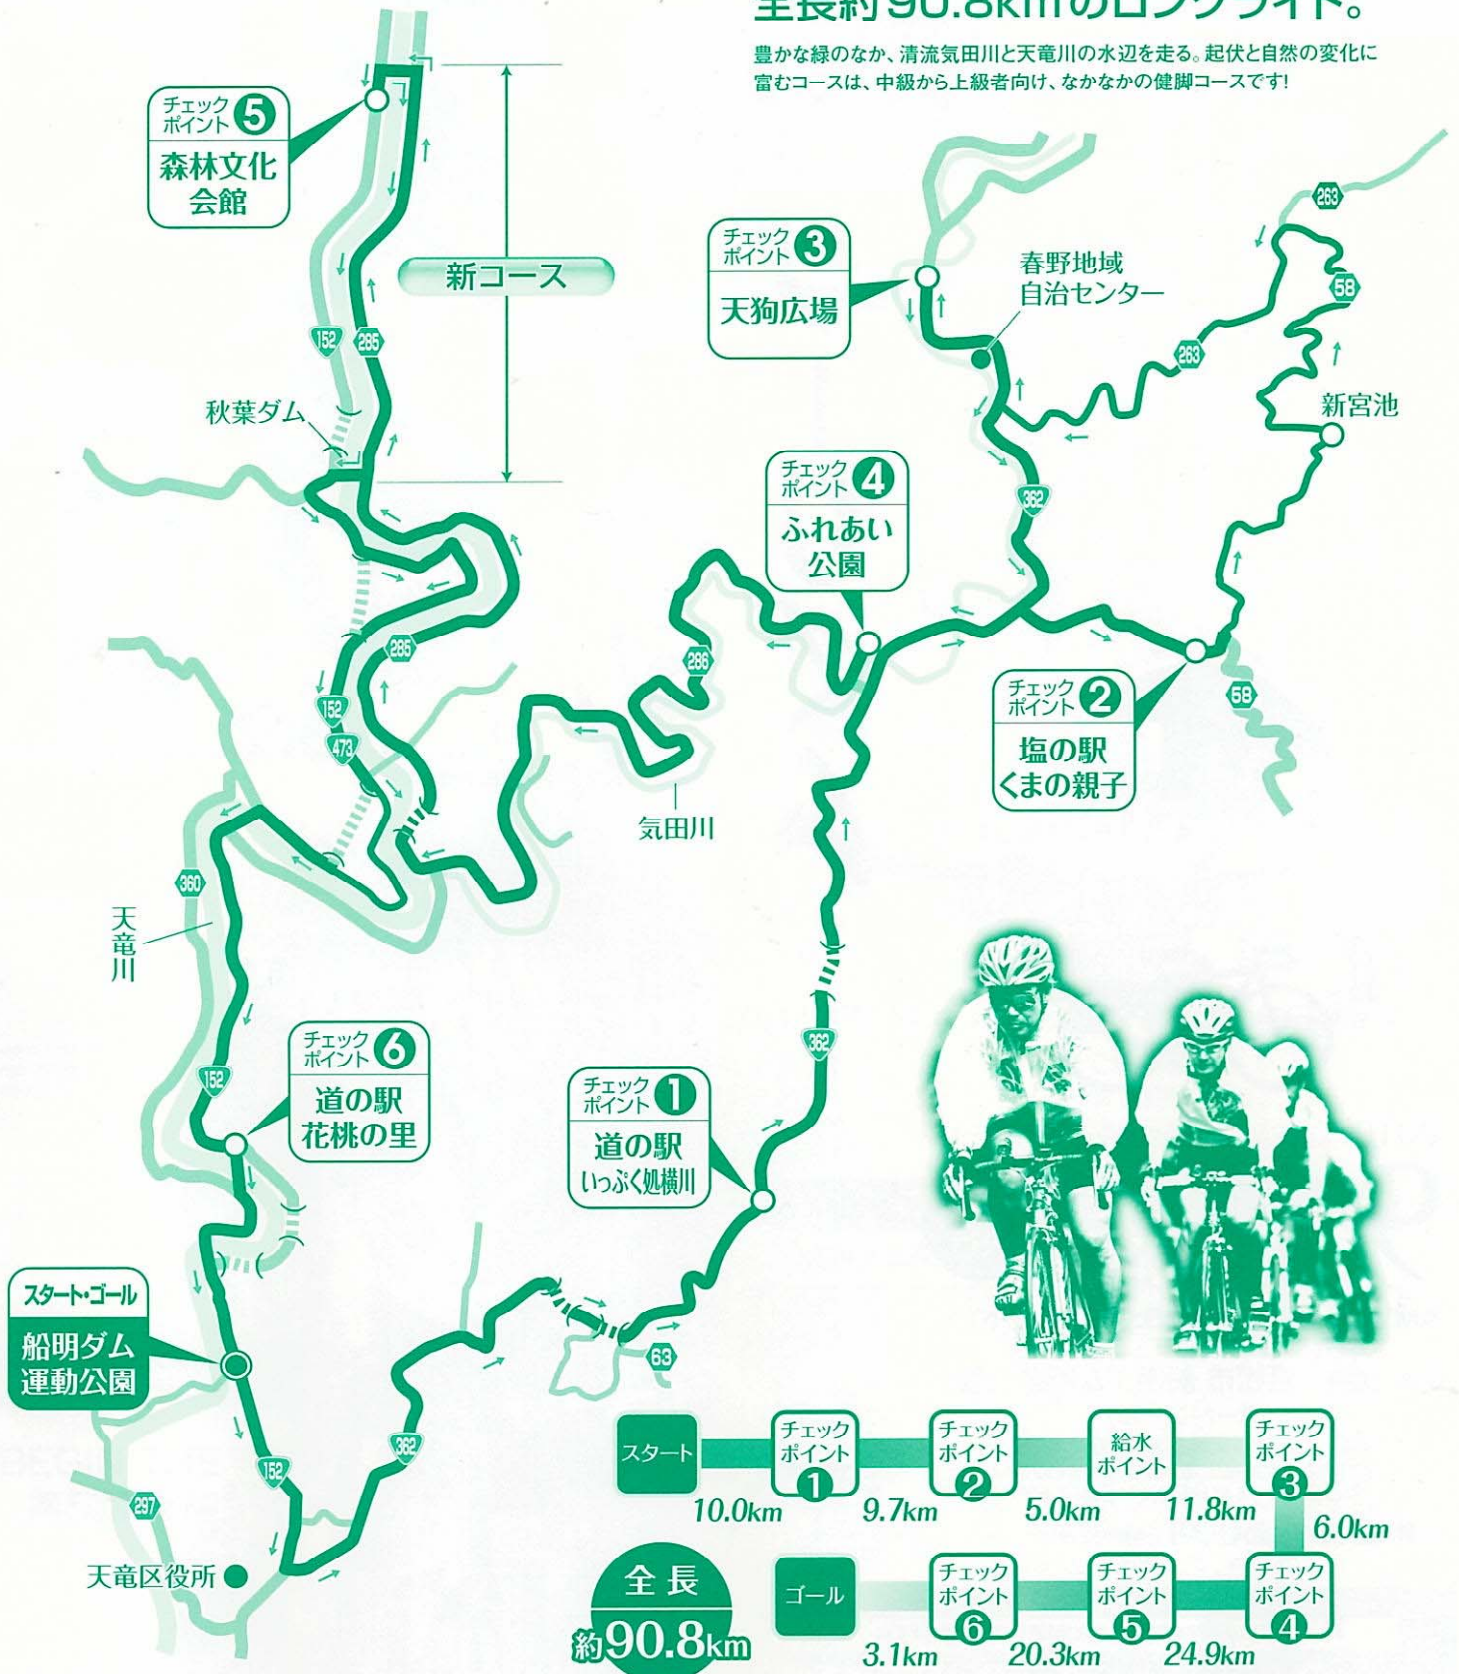 全長約90.8kmのロングライド。
豊かな緑のなか、清流気田川と天竜川の水辺を走る。起伏と自然の変化に
富むコースは、中級から上級者向け、なかなかの健脚コースです!
チェック
ポイント 5
森林文化
会館
新コース
152
285
秋葉ダム
チェック
ポイント 3
天狗広場
春野地域
自治センター
263
58
263
新宮池
362
チェック
ポイント 4
ふれあい
公園
285
152
473
286
気田川
チェック
ポイント 2
塩の駅
くまの親子
58
360
天竜川
152
チェック
ポイント 6
道の駅
花桃の里
チェック
ポイント 1
道の駅
いっぷく処横川
362
スタート・ゴール
船明ダム
運動公園
63
362
152
297
天竜区役所
スタート
チェック
ポイント
1
チェック
ポイント
2
給水
ポイント
チェック
ポイント
3
10.0km
9.7km
5.0km
11.8km
6.0km
全長
約90.8km
ゴール
チェック
ポイント
6
チェック
ポイント
5
チェック
ポイント
4
3.1km
20.3km
24.9km